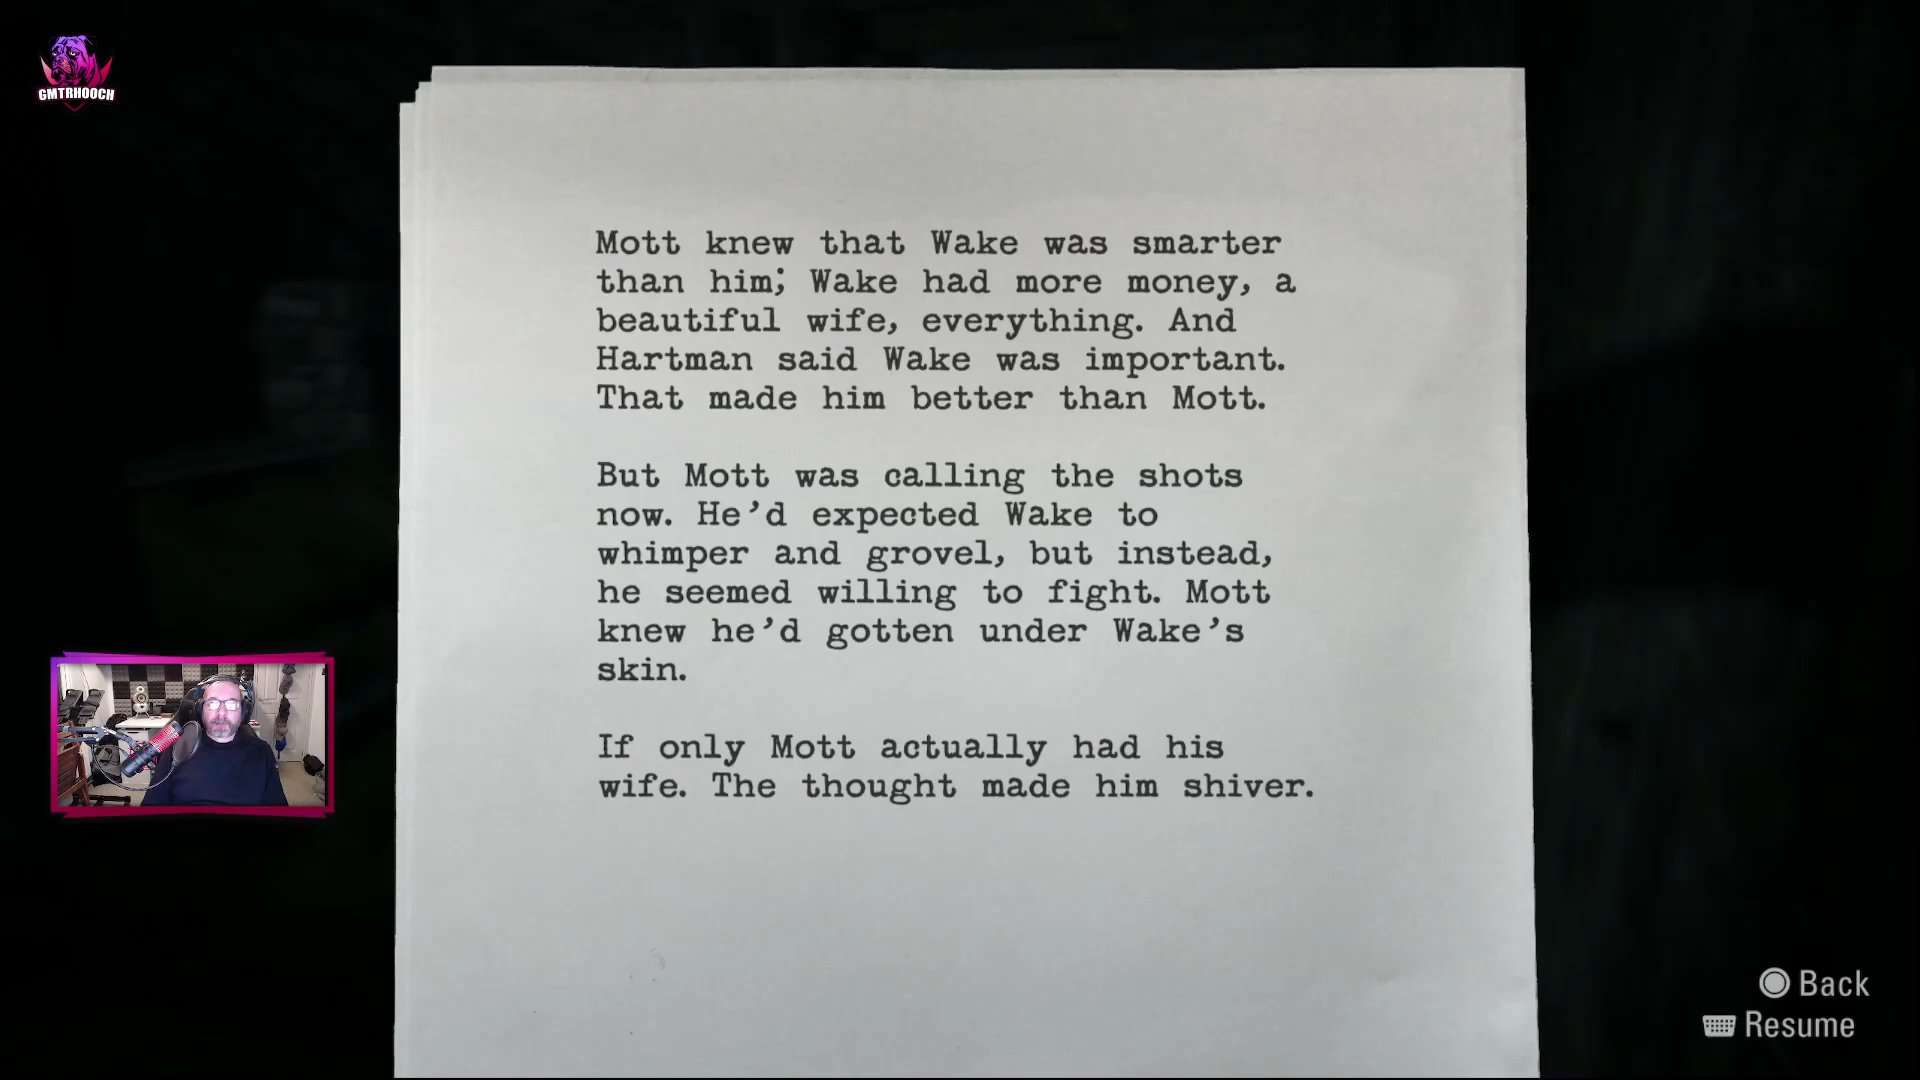 GMTRHOOCH
Mott knew that Wake was smarter
than him; Wake had more money, a
beautiful wife, everything. And
Hartman said Wake was important.
That made him better than Mott.
But Mott was calling the shots
now. He’d expected Wake to
whimper and grovel, but instead,
he seemed willing to fight. Mott
knew he’d gotten under Wake’s
skin.
If only Mott actually had his
wife. The thought made him shiver.
Back
Resume